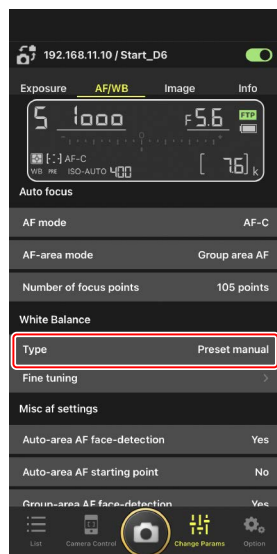 192.168.11.10 / Start_D6
Exposure AF/WB Image Info
S 1000 F5.6 FTP
AF-C
WB PRE ISO-AUTO 400 [ 7.6] k
Auto focus
AF mode AF-C
AF-area mode Group area AF
Number of focus points 105 points
White Balance
Type Preset manual
Fine tuning
Misc af settings
Auto-area AF face-detection Yes
Auto-area AF starting point No
Group-area AF face-detection Yes
List Camera Control Change Params Option